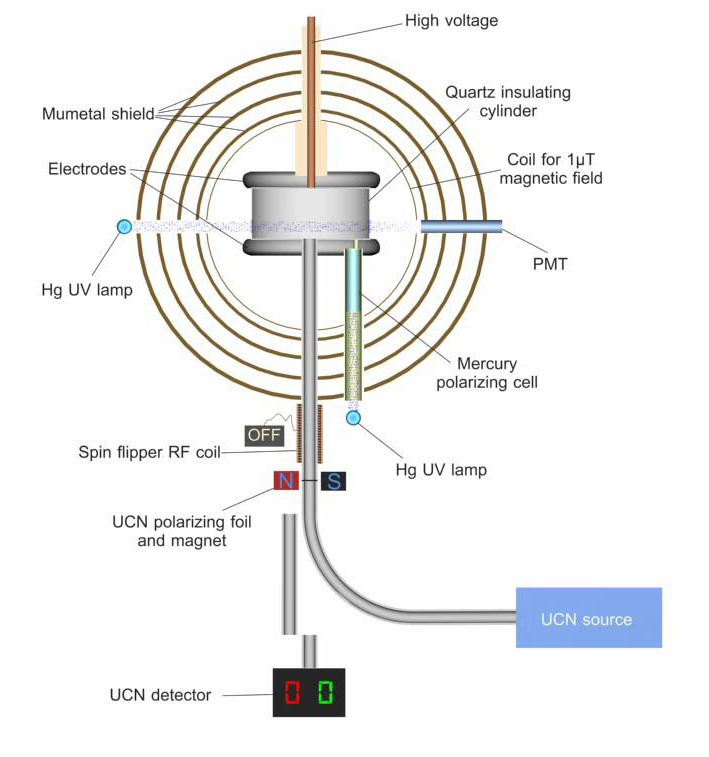 High voltage
Quartz insulating
cylinder
Mumetal shield
Coil for 1µT
magnetic field
Electrodes
PMT
Hg UV lamp
Mercury
polarizing cell
OFF
Spin flipper RF coil
Hg UV lamp
N S
UCN polarizing foil
and magnet
UCN source
UCN detector
0 0